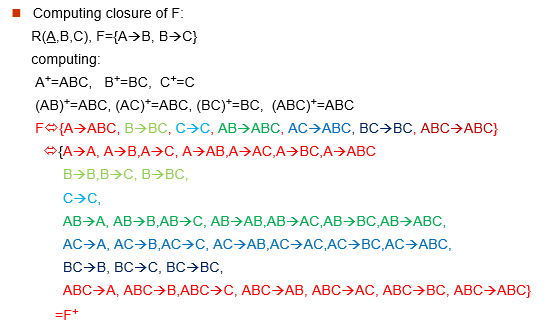 Computing closure of F:
R(A,B,C), F={A→B, B→C}
computing:
A⁺=ABC, B⁺=BC, C⁺=C
(AB)⁺=ABC, (AC)⁺=ABC, (BC)⁺=BC, (ABC)⁺=ABC
F⇔{A→ABC, B→BC, C→C, AB→ABC, AC→ABC, BC→BC, ABC→ABC}
⇔{A→A, A→B,A→C, A→AB,A→AC,A→BC,A→ABC
B→B,B→C, B→BC,
C→C,
AB→A, AB→B,AB→C, AB→AB,AB→AC,AB→BC,AB→ABC,
AC→A, AC→B,AC→C, AC→AB,AC→AC,AC→BC,AC→ABC,
BC→B, BC→C, BC→BC,
ABC→A, ABC→B,ABC→C, ABC→AB, ABC→AC, ABC→BC, ABC→ABC}
=F⁺